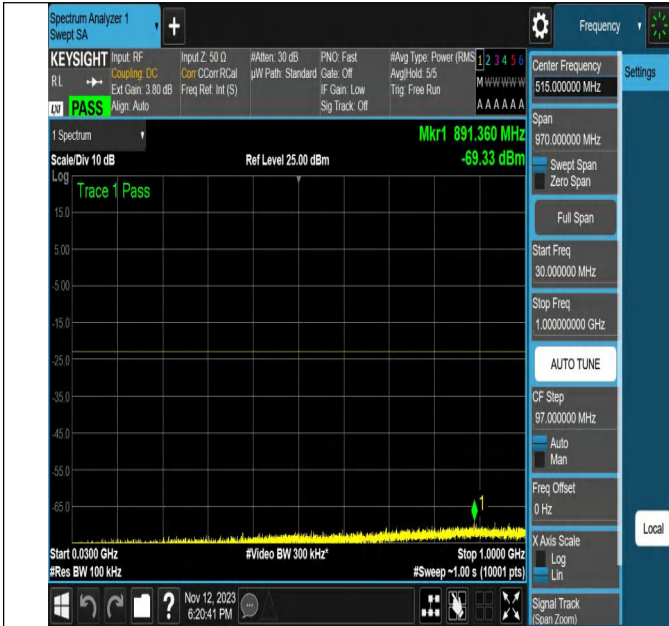 Spectrum Analyzer 1
Swept SA
+
Frequency
KEYSIGHT
RL
LXI PASS
Input: RF
Coupling: DC
Ext Gain: 3.80 dB
Align: Auto
Input Z: 50 Ω
Corr CCorr RCal
Freq Ref: Int (S)
#Atten: 30 dB
µW Path: Standard
PNO: Fast
Gate: Off
IF Gain: Low
Sig Track: Off
#Avg Type: Power (RMS
Avg|Hold: 5/5
Trig: Free Run
1 2 3 4 5 6
M W W W W W
A A A A A A
1 Spectrum
Scale/Div 10 dB
Ref Level 25.00 dBm
Mkr1 891.360 MHz
-69.33 dBm
Log
Trace 1 Pass
15.0
5.00
-5.00
-15.0
-25.0
-35.0
-45.0
-55.0
-65.0
1
Start 0.0300 GHz
#Video BW 300 kHz*
Stop 1.0000 GHz
#Res BW 100 kHz
#Sweep ~1.00 s (10001 pts)
Nov 12, 2023
6:20:41 PM
?
Center Frequency
515.000000 MHz
Settings
Span
970.000000 MHz
Swept Span
Zero Span
Full Span
Start Freq
30.000000 MHz
Stop Freq
1.000000000 GHz
AUTO TUNE
CF Step
97.000000 MHz
Auto
Man
Freq Offset
0 Hz
X Axis Scale
Log
Lin
Local
Signal Track
(Span Zoom)